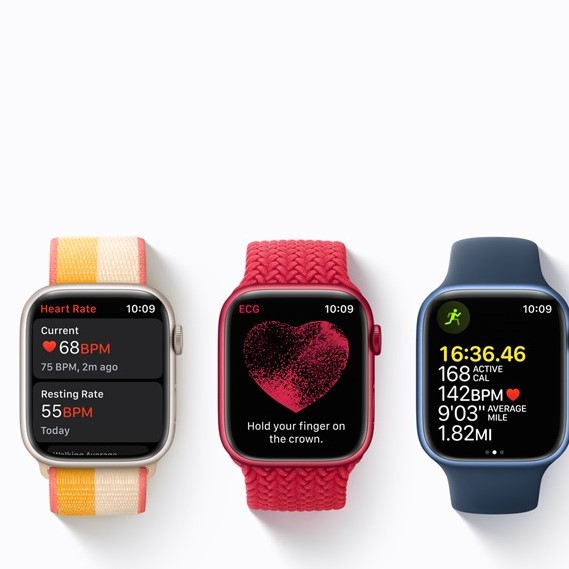 Heart Rate 10:09
Current
68BPM
75 BPM, 2m ago
Resting Rate
55BPM
Today
Walking Average
ECG 10:09
Hold your finger on
the crown.
10:09
16:36.46
168 ACTIVE
CAL
142BPM
9'03" AVERAGE
MILE
1.82MI